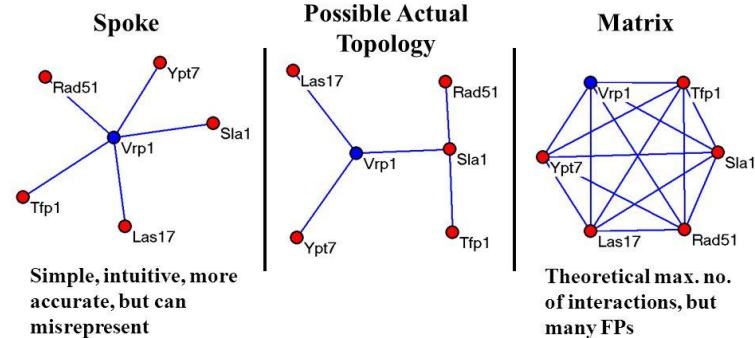 Spoke
Rad51
Ypt7
Vrp1
Sla1
Tfp1
Las17
Simple, intuitive, more
accurate, but can
misrepresent
Possible Actual
Topology
Las17
Rad51
Vrp1
Sla1
Ypt7
Tfp1
Matrix
Vrp1
Tfp1
Ypt7
Sla1
Las17
Rad51
Theoretical max. no.
of interactions, but
many FPs